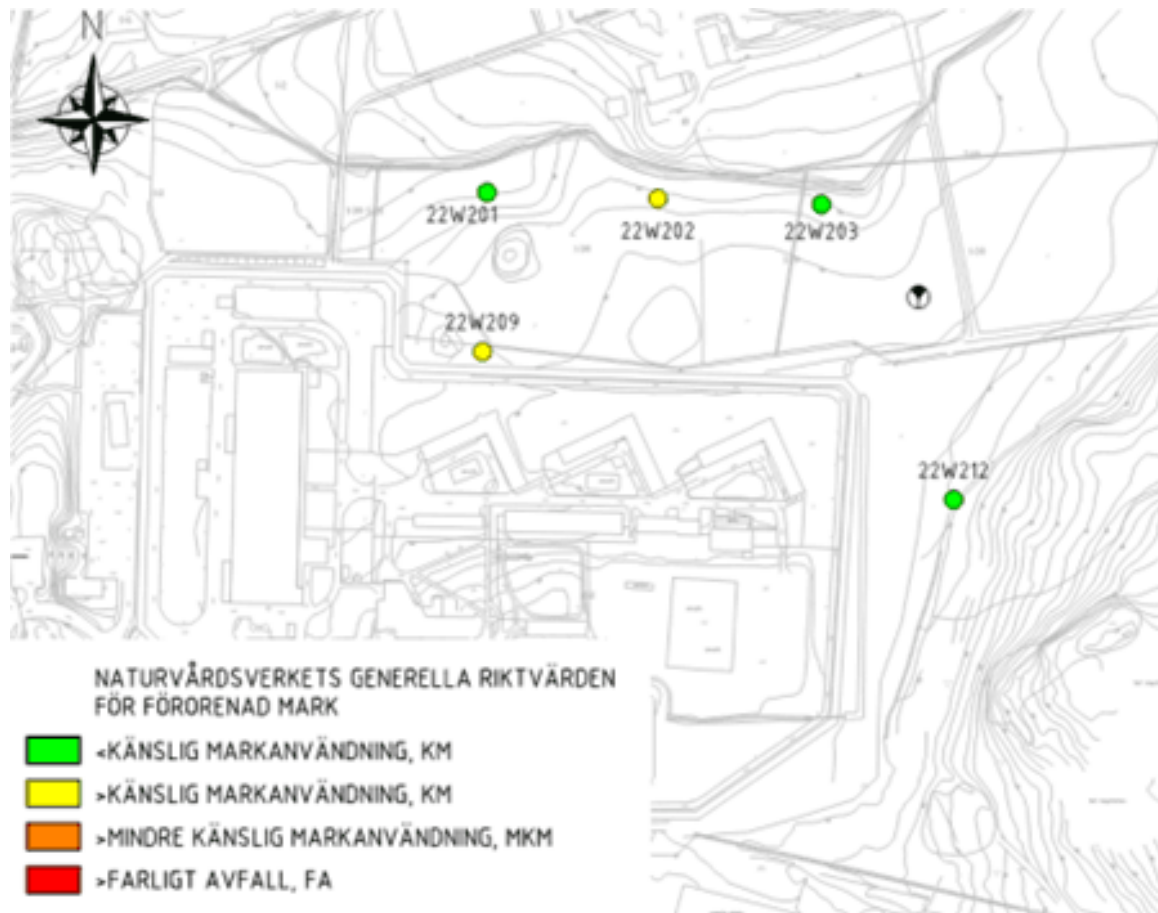 N
22W201
22W202
22W203
22W209
22W212
NATURVÅRDSVERKETS GENERELLA RIKTVÄRDEN
FÖR FÖRORENAD MARK
<KÄNSLIG MARKANVÄNDNING, KM
>KÄNSLIG MARKANVÄNDNING, KM
>MINDRE KÄNSLIG MARKANVÄNDNING, MKM
>FARLIGT AVFALL, FA